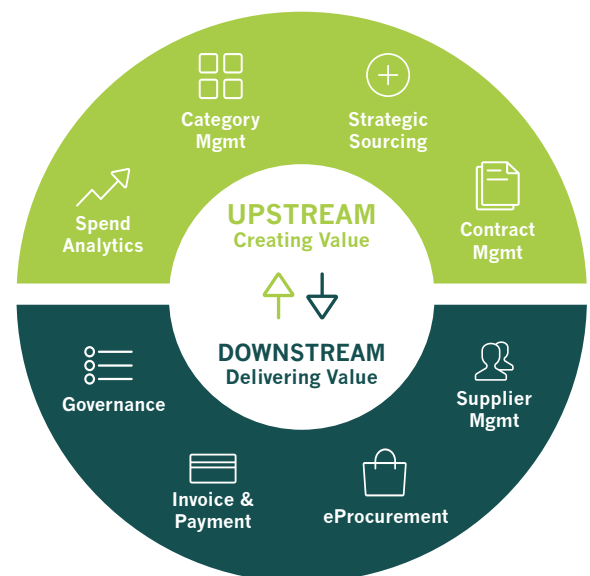 Category
Mgmt
Strategic
Sourcing
Spend
Analytics
Contract
Mgmt
UPSTREAM
Creating Value
DOWNSTREAM
Delivering Value
Governance
Supplier
Mgmt
Invoice &
Payment
eProcurement